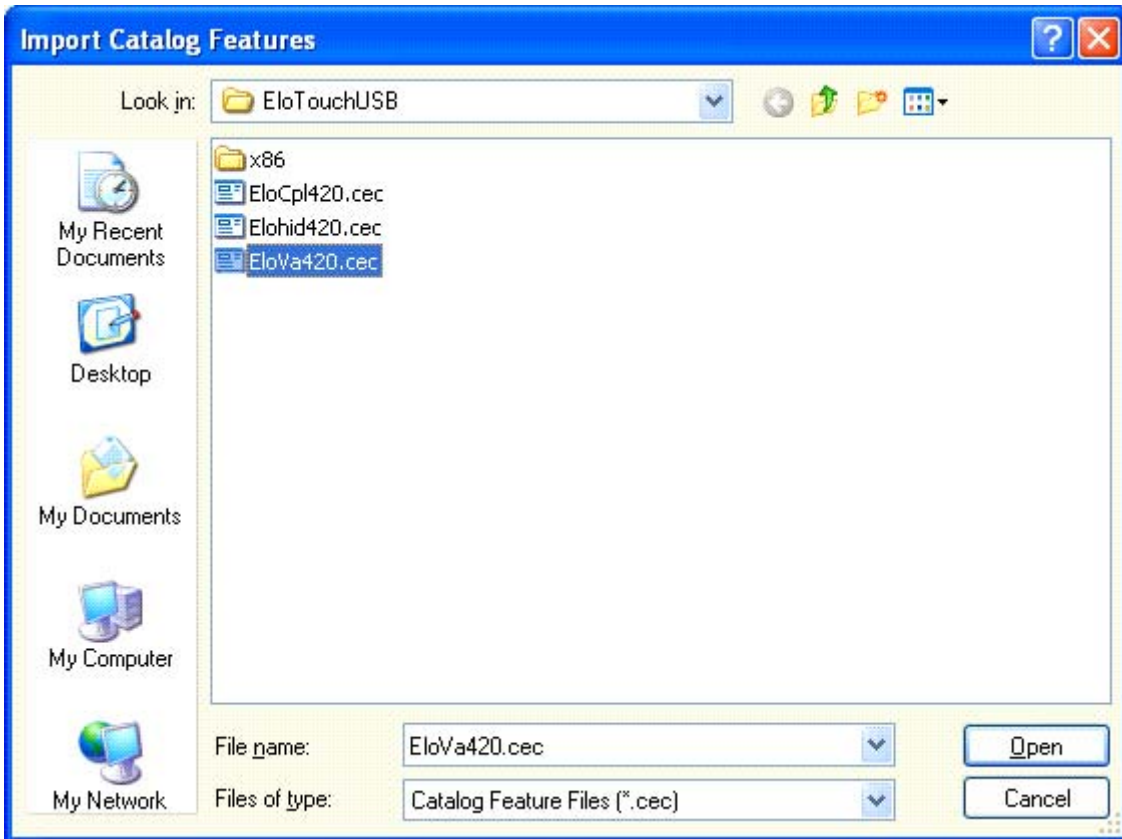 Import Catalog Features
Look in: EloTouchUSB
x86
EloCpl420.cec
Elohid420.cec
EloVa420.cec
My Recent
Documents
Desktop
My Documents
My Computer
My Network
File name: EloVa420.cec Open
Files of type: Catalog Feature Files (*.cec) Cancel